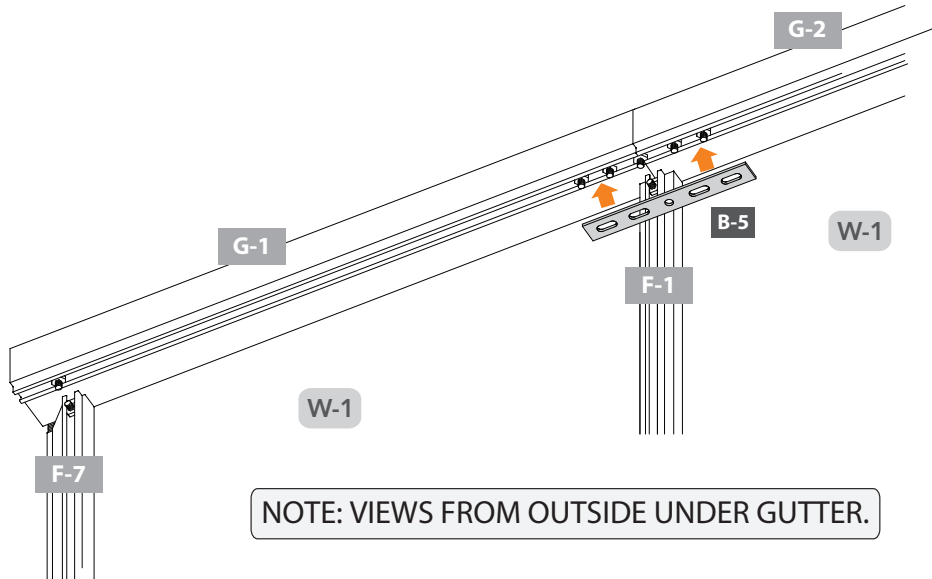 G-2
G-1
B-5
W-1
F-1
W-1
F-7
NOTE: VIEWS FROM OUTSIDE UNDER GUTTER.